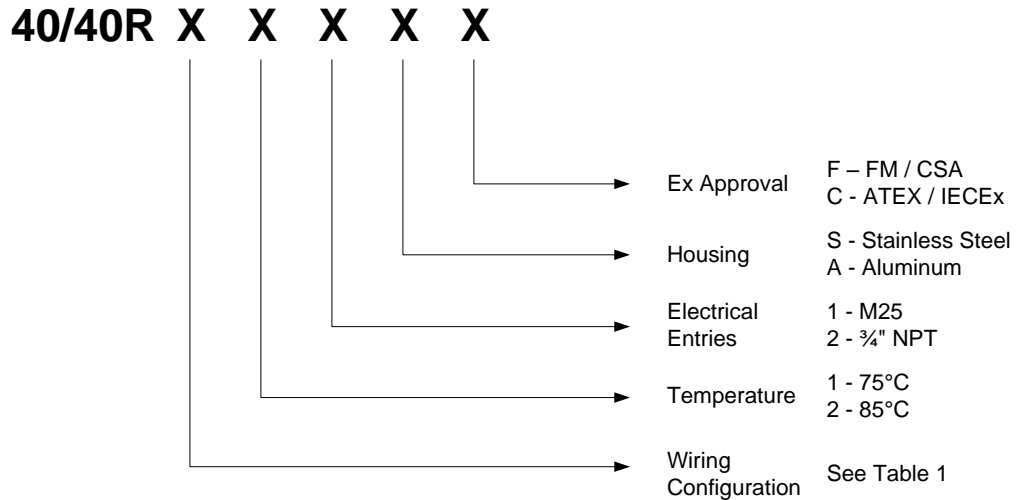 40/40R X X X X X
Ex Approval
F – FM / CSA
C - ATEX / IECEx
Housing
S - Stainless Steel
A - Aluminum
Electrical
Entries
1 - M25
2 - ¾" NPT
Temperature
1 - 75°C
2 - 85°C
Wiring
Configuration
See Table 1